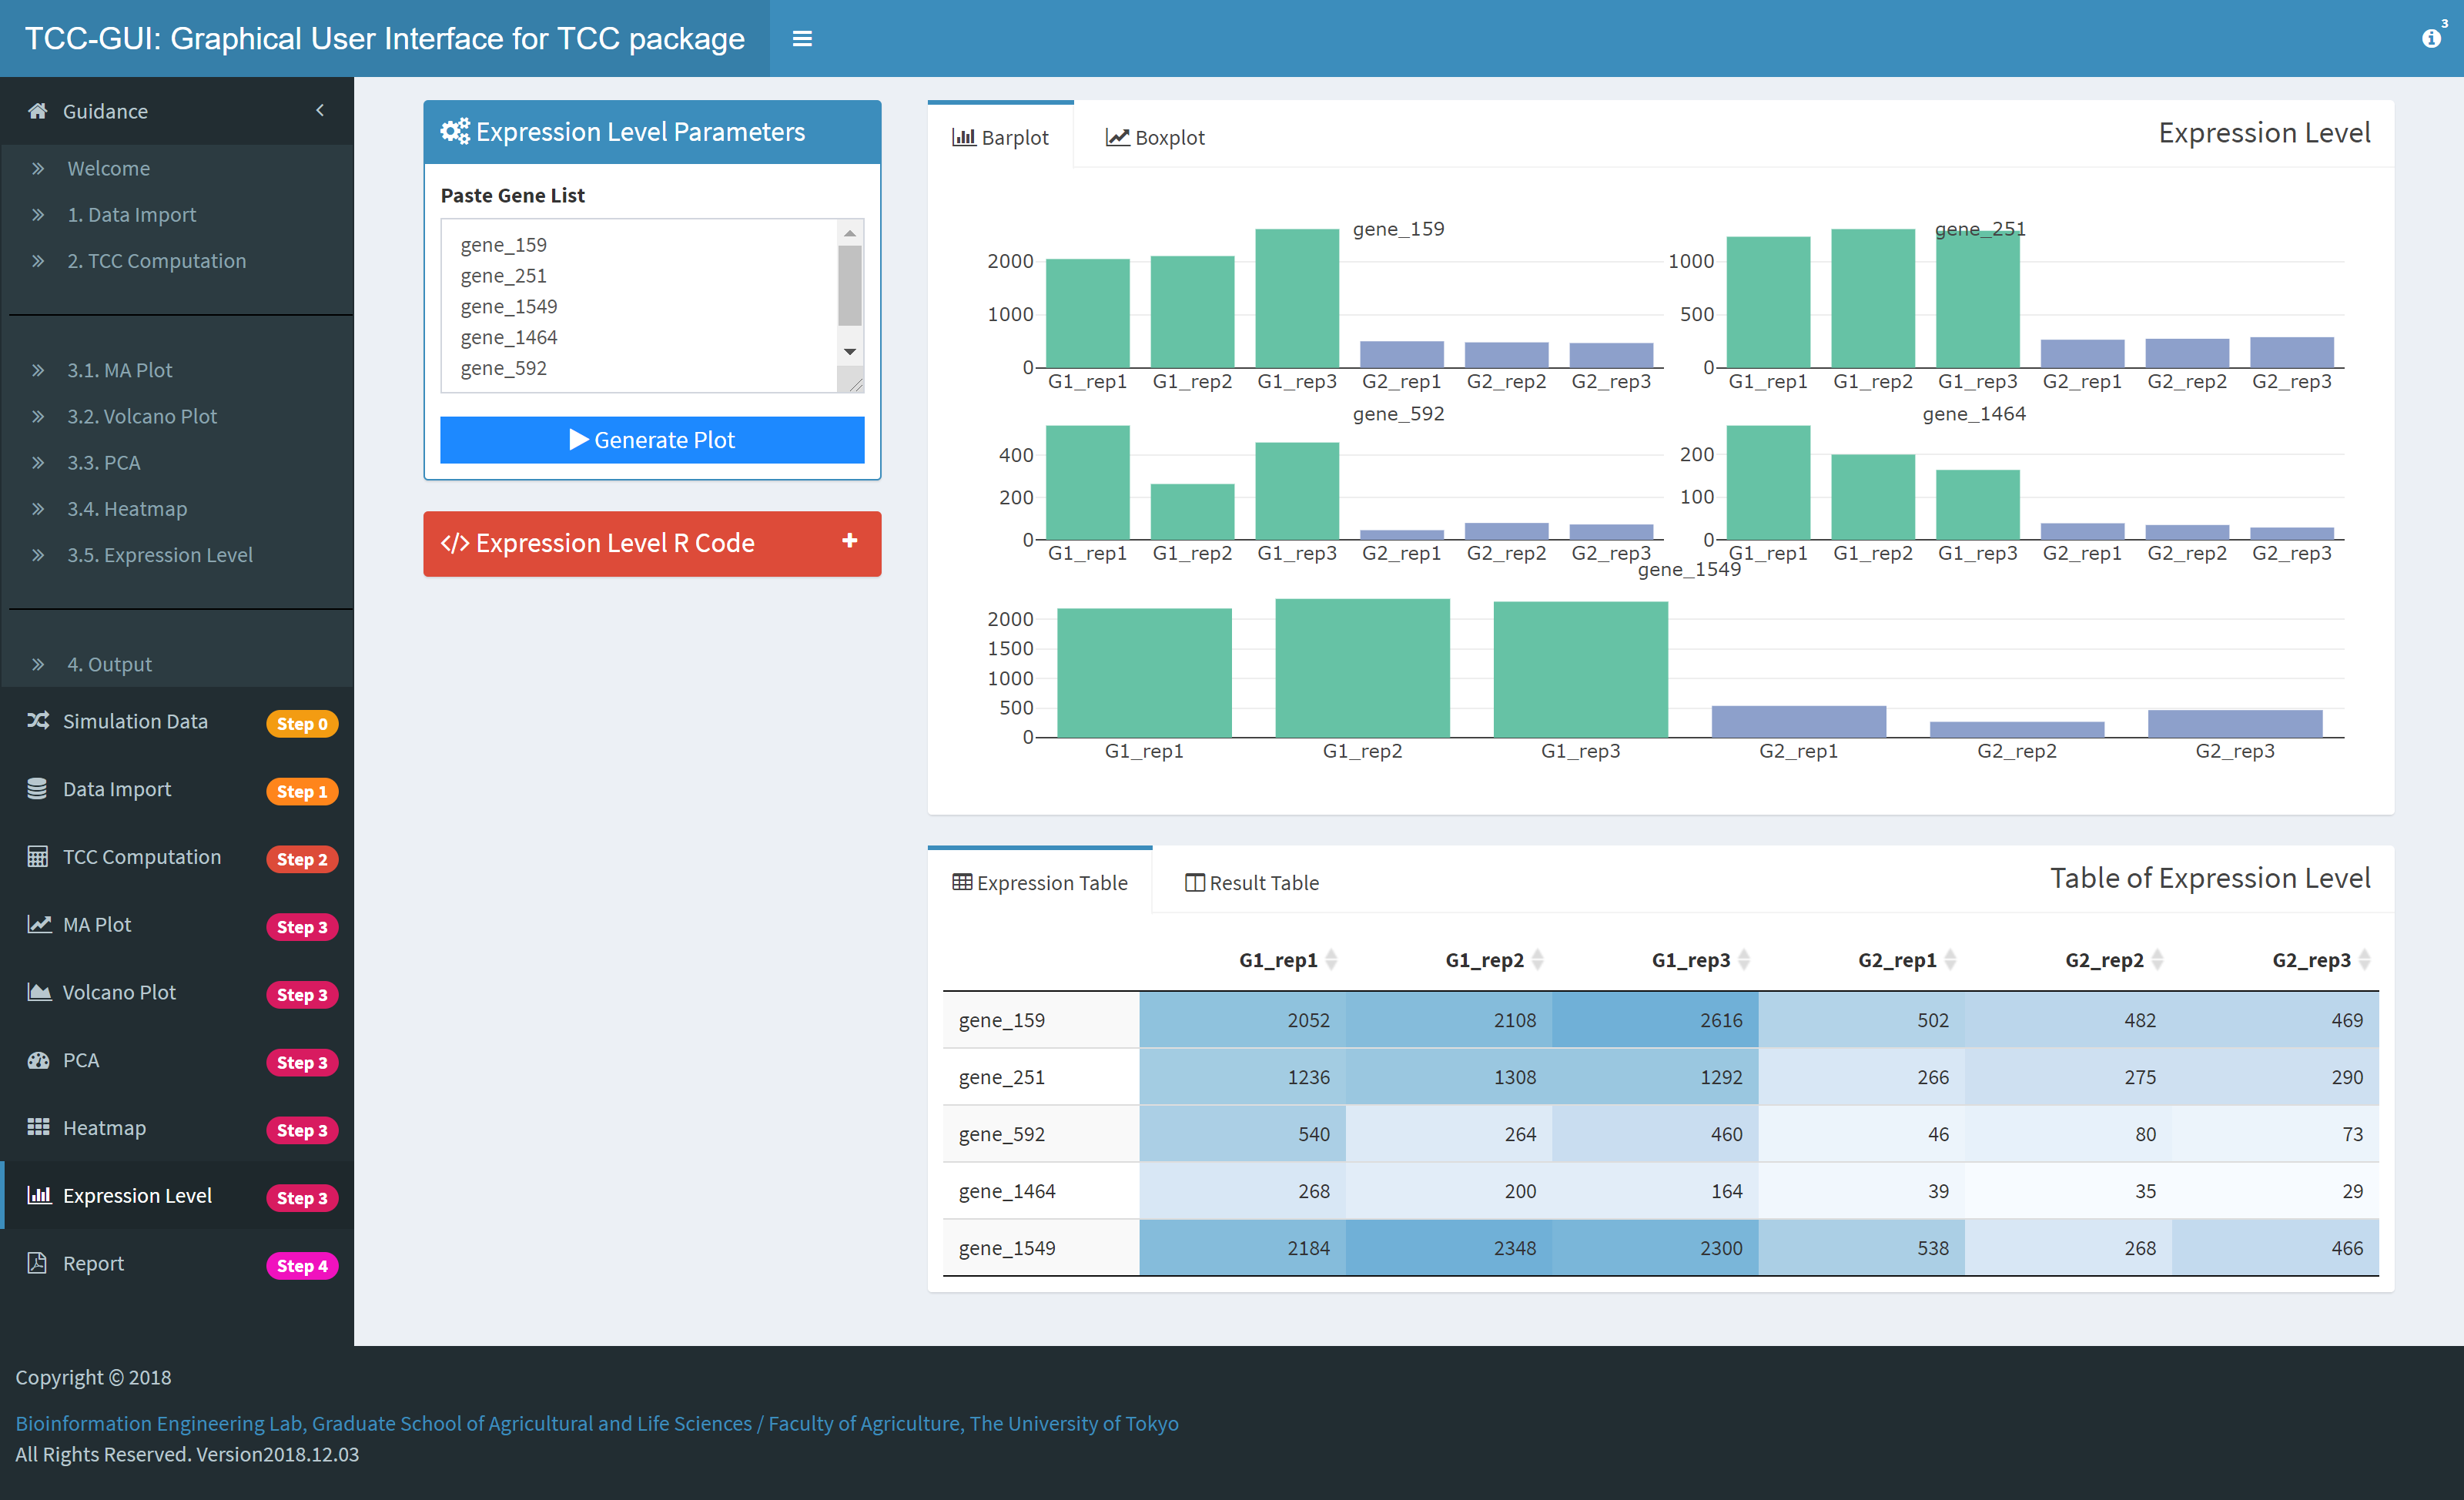 TCC-GUI: Graphical User Interface for TCC package
3
Guidance
Welcome
1. Data Import
2. TCC Computation
3.1. MA Plot
3.2. Volcano Plot
3.3. PCA
3.4. Heatmap
3.5. Expression Level
4. Output
Simulation Data Step 0
Data Import Step 1
TCC Computation Step 2
MA Plot Step 3
Volcano Plot Step 3
PCA Step 3
Heatmap Step 3
Expression Level Step 3
Report Step 4
Expression Level Parameters
Paste Gene List
gene_159
gene_251
gene_1549
gene_1464
gene_592
Generate Plot
</> Expression Level R Code +
Barplot Boxplot Expression Level
gene_159
2000
1000
0
G1_rep1 G1_rep2 G1_rep3 G2_rep1 G2_rep2 G2_rep3
gene_251
1000
500
0
G1_rep1 G1_rep2 G1_rep3 G2_rep1 G2_rep2 G2_rep3
gene_592
400
200
0
G1_rep1 G1_rep2 G1_rep3 G2_rep1 G2_rep2 G2_rep3
gene_1464
200
100
0
G1_rep1 G1_rep2 G1_rep3 G2_rep1 G2_rep2 G2_rep3
gene_1549
2000
1500
1000
500
0
G1_rep1 G1_rep2 G1_rep3 G2_rep1 G2_rep2 G2_rep3
Expression Table Result Table Table of Expression Level
G1_rep1 G1_rep2 G1_rep3 G2_rep1 G2_rep2 G2_rep3
gene_159 2052 2108 2616 502 482 469
gene_251 1236 1308 1292 266 275 290
gene_592 540 264 460 46 80 73
gene_1464 268 200 164 39 35 29
gene_1549 2184 2348 2300 538 268 466
Copyright © 2018
Bioinformation Engineering Lab, Graduate School of Agricultural and Life Sciences / Faculty of Agriculture, The University of Tokyo
All Rights Reserved. Version2018.12.03